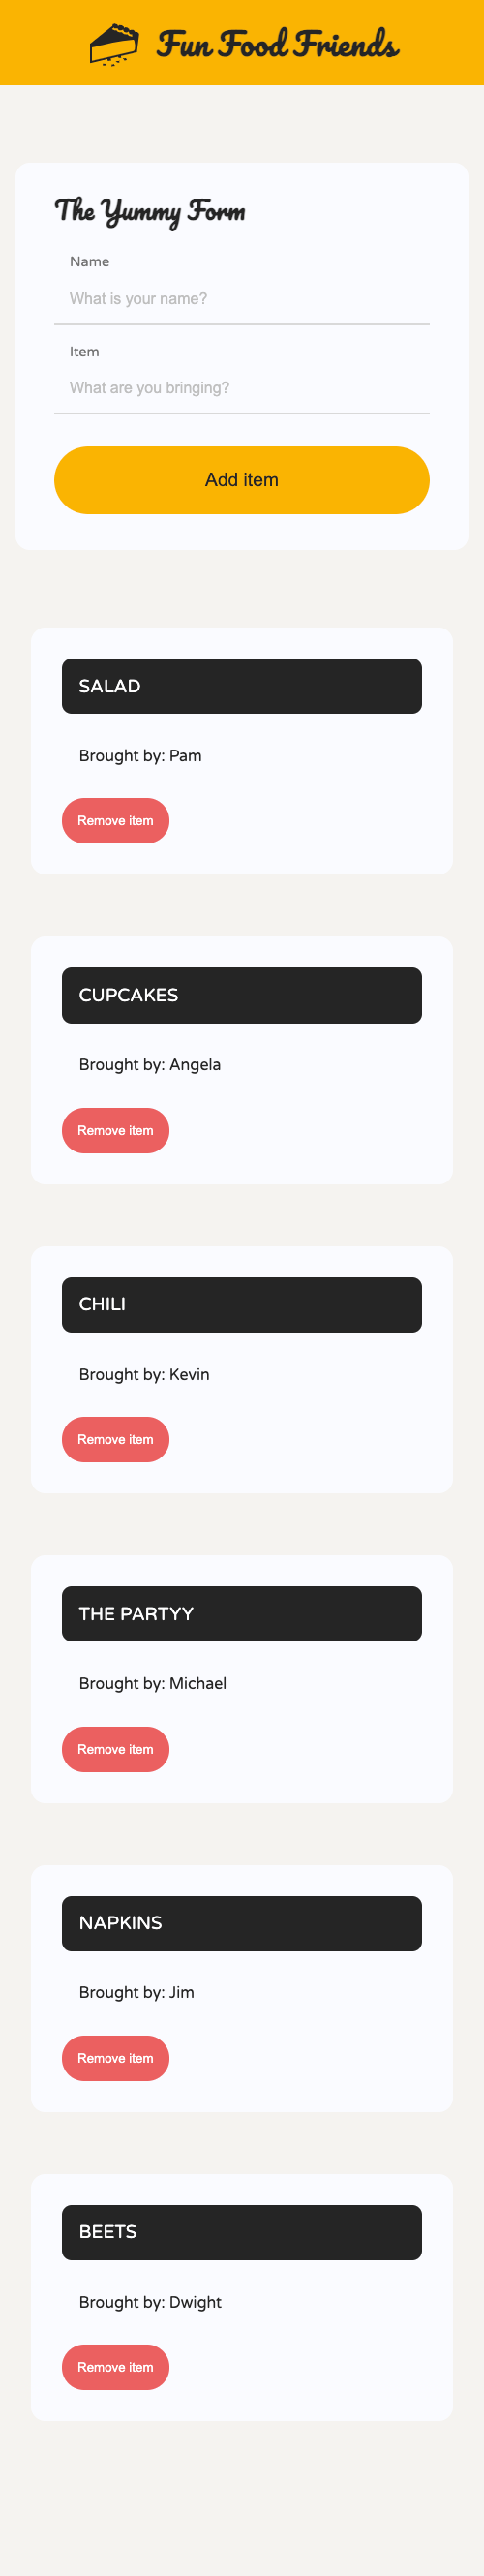 Fun Food Friends
The Yummy Form
Name
What is your name?
Item
What are you bringing?
Add item
SALAD
Brought by: Pam
Remove item
CUPCAKES
Brought by: Angela
Remove item
CHILI
Brought by: Kevin
Remove item
THE PARTYY
Brought by: Michael
Remove item
NAPKINS
Brought by: Jim
Remove item
BEETS
Brought by: Dwight
Remove item